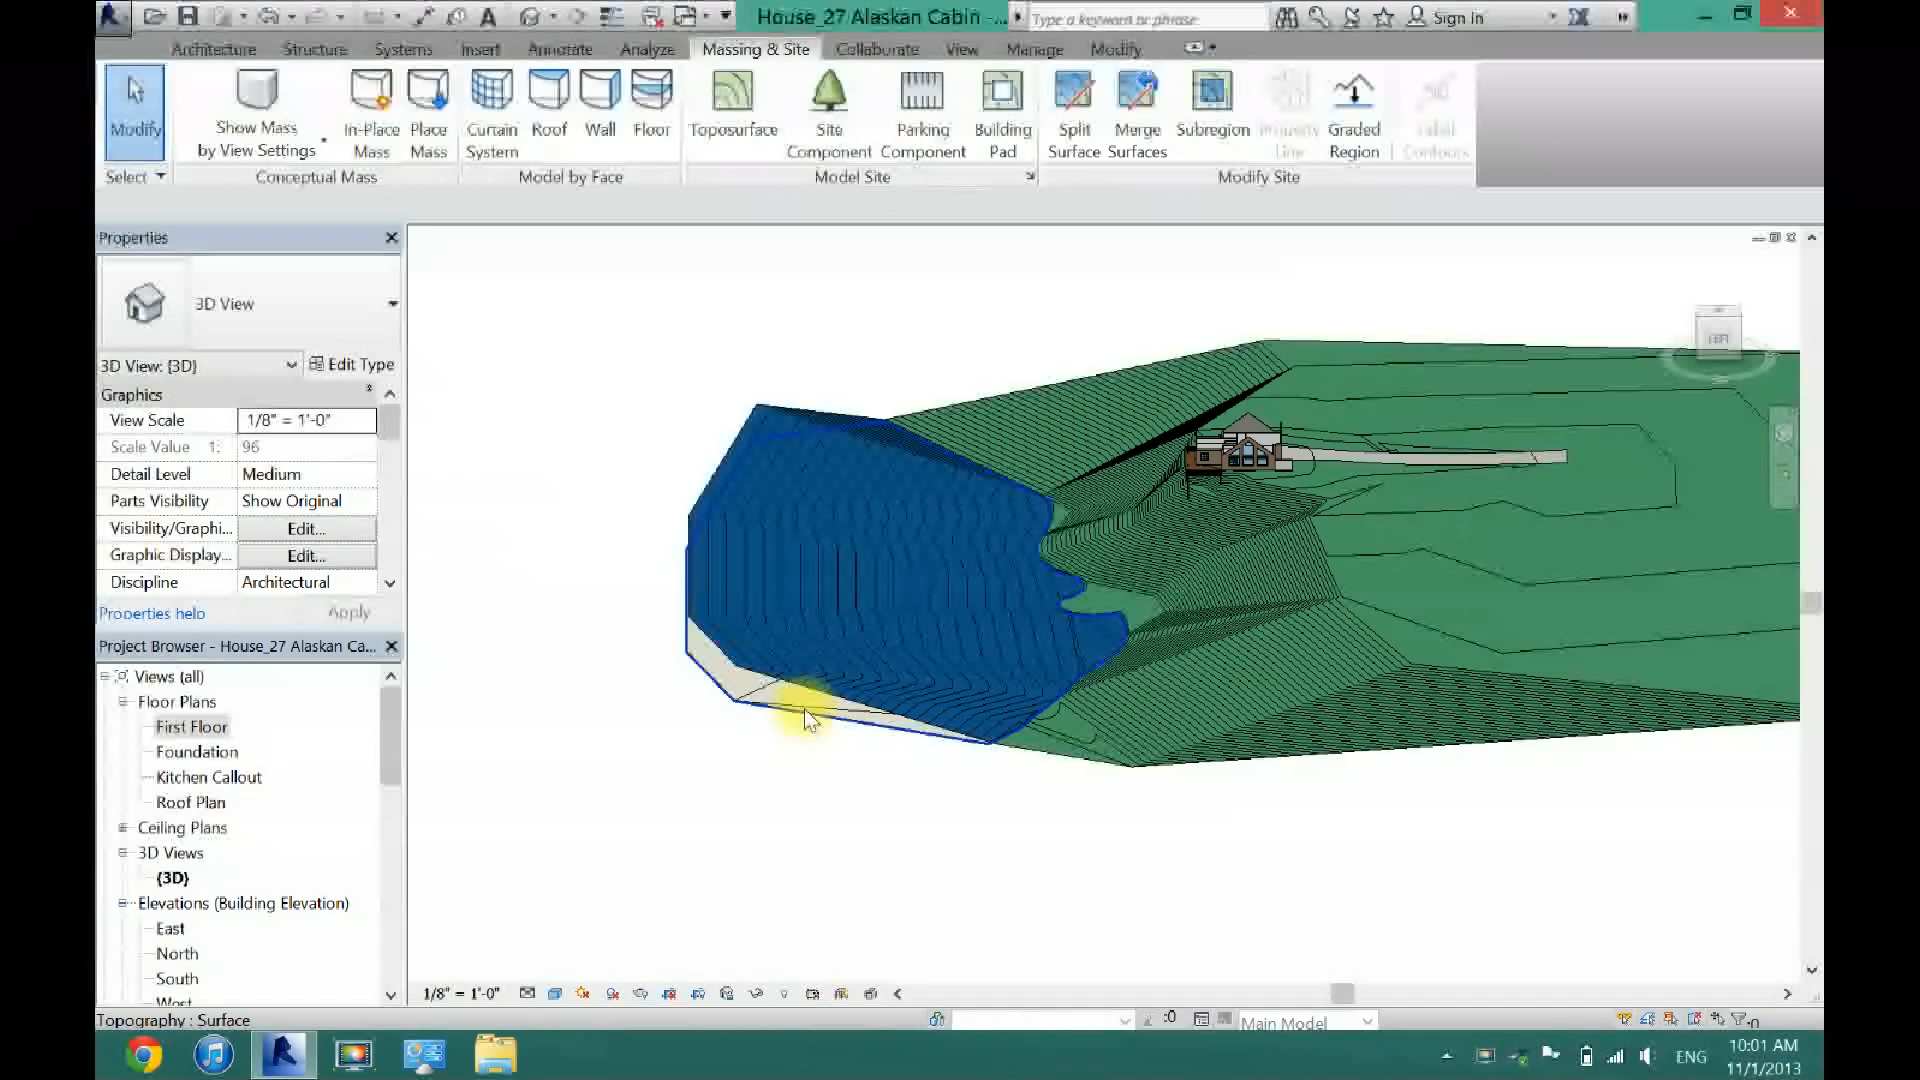 House_27 Alaskan Cabin -...
Type a keyword or phrase
Sign In
Architecture Structure Systems Insert Annotate Analyze Massing & Site Collaborate View Manage Modify
Modify
Show Mass
by View Settings
In-Place
Mass
Place
Mass
Curtain
System
Roof
Wall
Floor
Toposurface
Site
Component
Parking
Component
Building
Pad
Split
Surface
Merge
Surfaces
Subregion
Property
Line
Graded
Region
Label
Contours
Select
Conceptual Mass
Model by Face
Model Site
Modify Site
Properties
3D View
3D View: {3D}
Edit Type
Graphics
View Scale 1/8" = 1'-0"
Scale Value 1: 96
Detail Level Medium
Parts Visibility Show Original
Visibility/Graphi... Edit...
Graphic Display... Edit...
Discipline Architectural
Properties help
Apply
Project Browser - House_27 Alaskan Ca...
Views (all)
Floor Plans
First Floor
Foundation
Kitchen Callout
Roof Plan
Ceiling Plans
3D Views
{3D}
Elevations (Building Elevation)
East
North
South
West
LEFT
1/8" = 1'-0"
Topography : Surface
:0
Main Model
:0
ENG
10:01 AM
11/1/2013